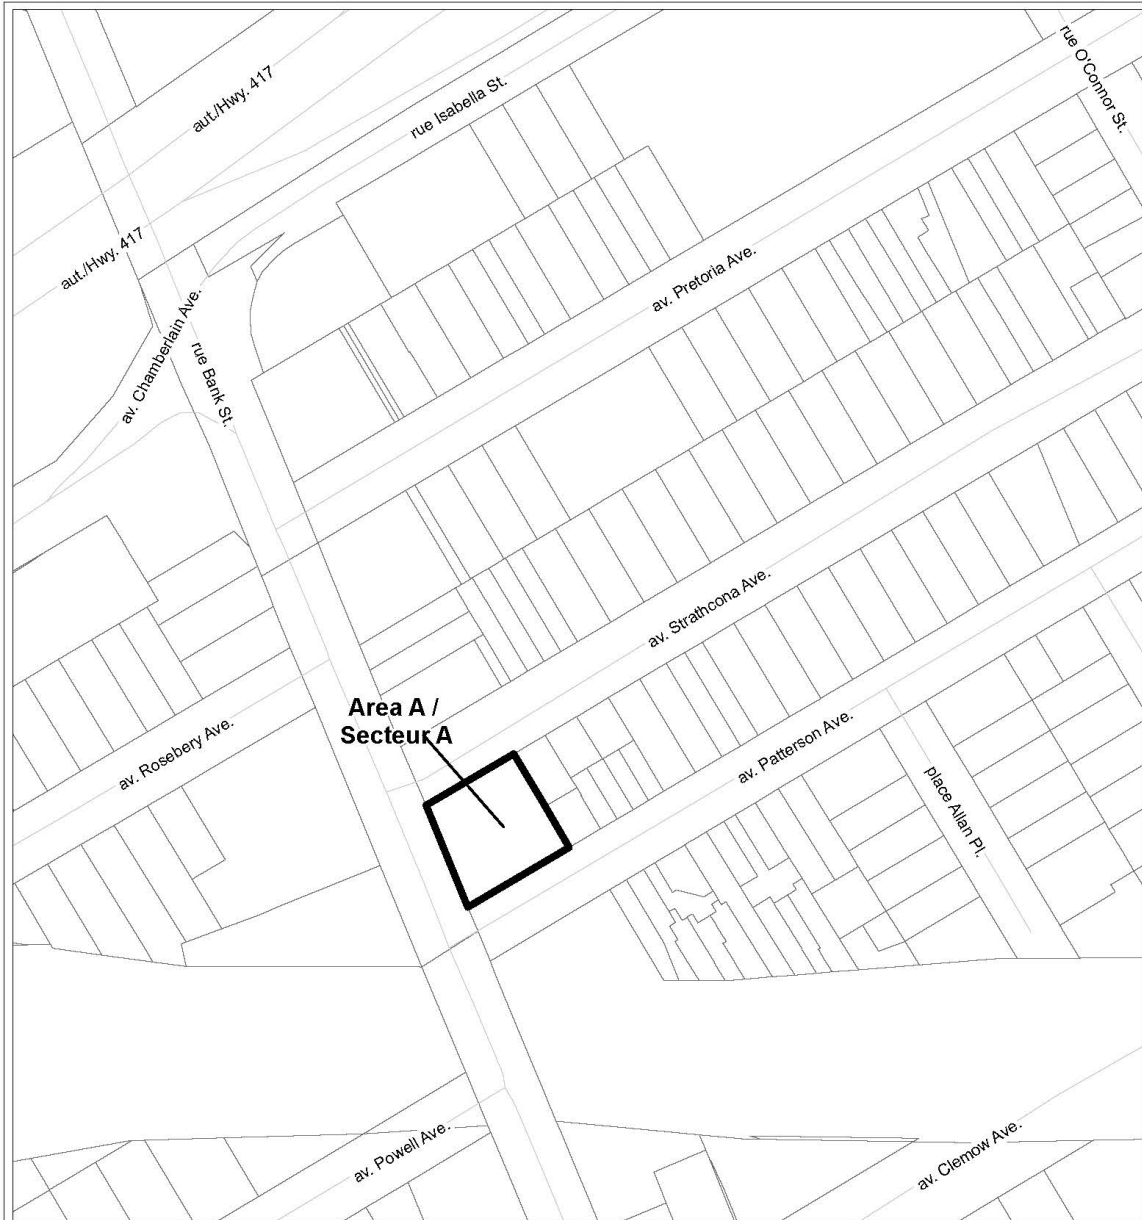 rue O'Connor St.
aut./Hwy. 417
rue Isabella St.
aut./Hwy. 417
av. Pretoria Ave.
av. Chamberlain Ave.
rue Bank St.
av. Strathcona Ave.
Area A /
Secteur A
av. Rosebery Ave.
av. Patterson Ave.
place Allan Pl.
av. Powell Ave.
av. Clemow Ave.